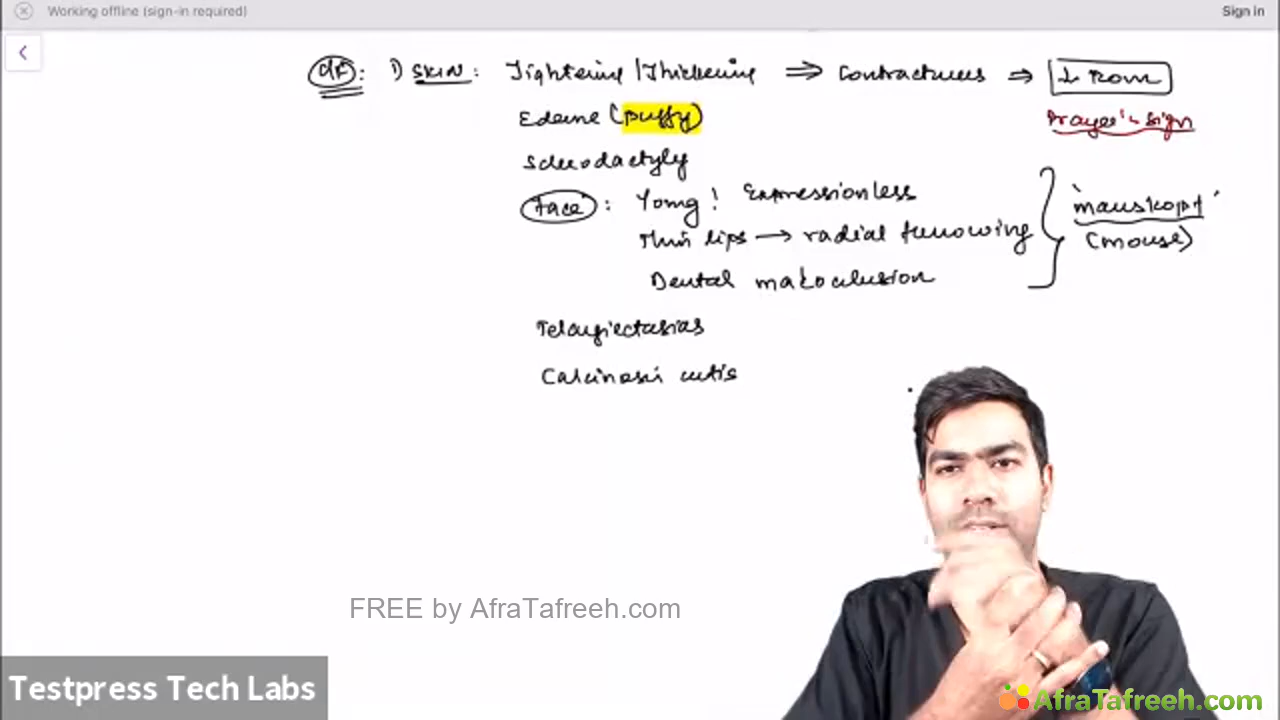 Working offline (sign-in required)
Sign in
C/F : 1) SKIN : Tightening / Thickening ⇒ Contractures ⇒ ↓ ROM
Edema (puffy)
Prayer's sign
Sclerodactyly
Face : Young! Expressionless
Thin lips → radial furrowing
'mauskopf'
(mouse)
Dental malocclusion
Telangiectasias
Calcinosis cutis
FREE by AfraTafreeh.com
Testpress Tech Labs
AfraTafreeh.com